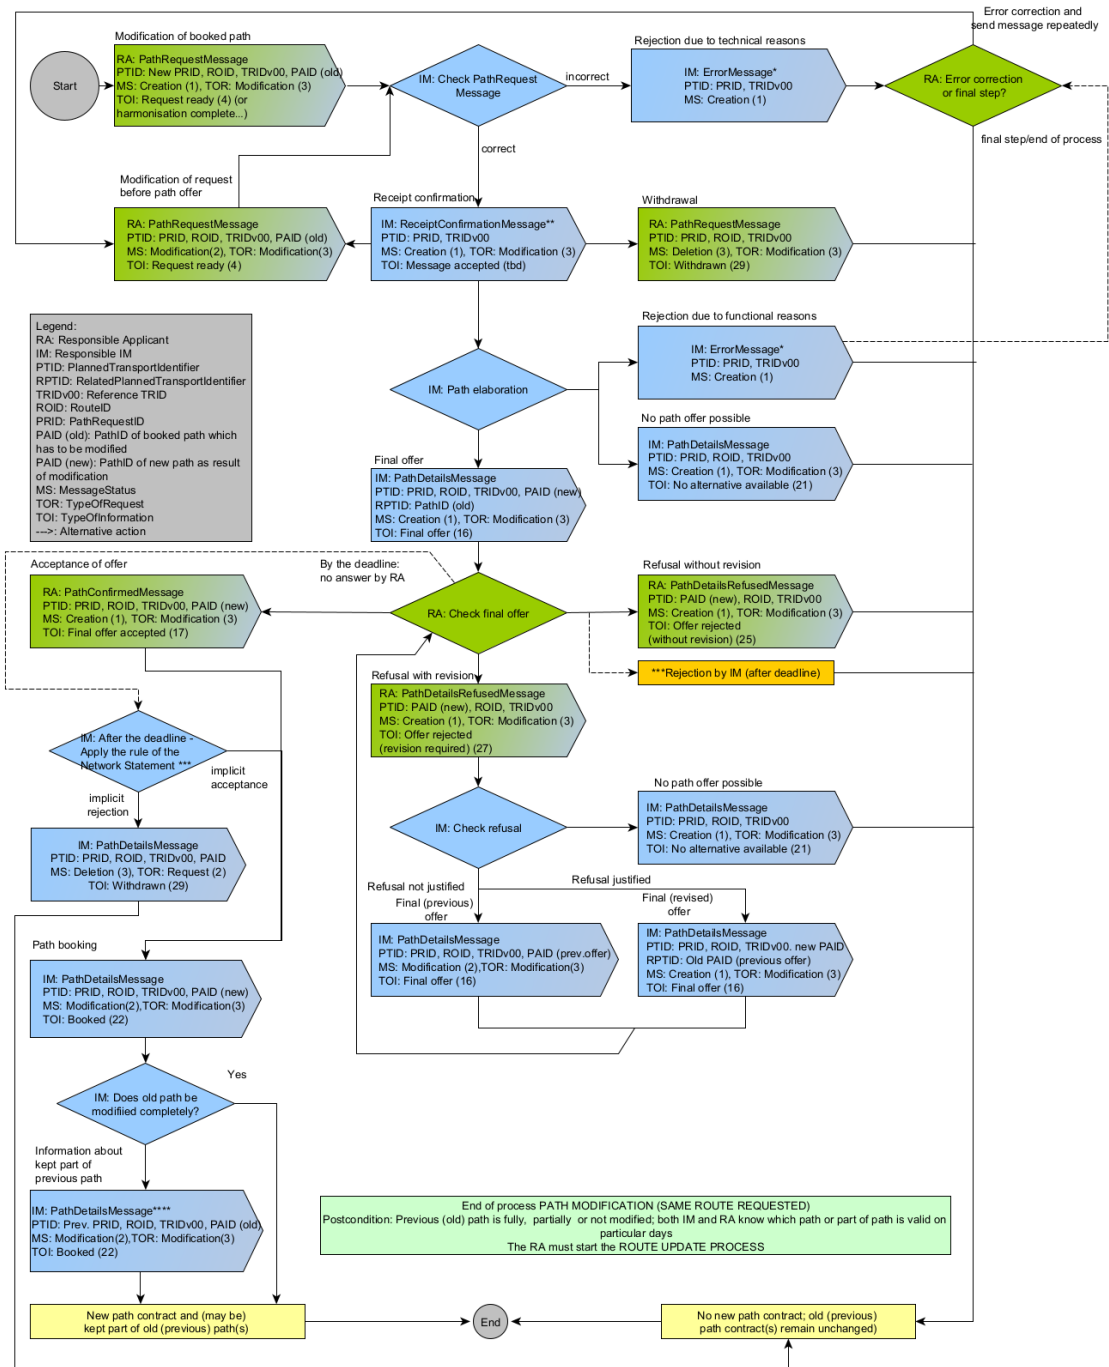 Error correction and
send message repeatedly
Modification of booked path
Rejection due to technical reasons
Start
RA: PathRequestMessage
PTID: New PRID, ROID, TRIDv00, PAID (old)
MS: Creation (1), TOR: Modification (3)
TOI: Request ready (4) (or
harmonisation complete...)
IM: Check PathRequest
Message
incorrect
IM: ErrorMessage*
PTID: PRID, TRIDv00
MS: Creation (1)
RA: Error correction
or final step?
correct
final step/end of process
Modification of request
before path offer
Receipt confirmation
Withdrawal
RA: PathRequestMessage
PTID: PRID, ROID, TRIDv00, PAID (old)
MS: Modification(2), TOR: Modification(3)
TOI: Request ready (4)
IM: ReceiptConfirmationMessage**
PTID: PRID, TRIDv00
MS: Creation (1), TOR: Modification (3)
TOI: Message accepted (tbd)
RA: PathRequestMessage
PTID: PRID, ROID, TRIDv00
MS: Deletion (3), TOR: Modification (3)
TOI: Withdrawn (29)
Legend:
RA: Responsible Applicant
IM: Responsible IM
PTID: PlannedTransportIdentifier
RPTID: RelatedPlannedTransportIdentifier
TRIDv00: Reference TRID
ROID: RouteID
PRID: PathRequestID
PAID (old): PathID of booked path which
has to be modified
PAID (new): PathID of new path as result
of modification
MS: MessageStatus
TOR: TypeOfRequest
TOI: TypeOfInformation
--->: Alternative action
Rejection due to functional reasons
IM: ErrorMessage*
PTID: PRID, TRIDv00
MS: Creation (1)
IM: Path elaboration
No path offer possible
IM: PathDetailsMessage
PTID: PRID, ROID, TRIDv00
MS: Creation (1), TOR: Modification (3)
TOI: No alternative available (21)
Final offer
IM: PathDetailsMessage
PTID: PRID, ROID, TRIDv00, PAID (new)
RPTID: PathID (old)
MS: Creation (1), TOR: Modification (3)
TOI: Final offer (16)
Acceptance of offer
By the deadline:
no answer by RA
Refusal without revision
RA: PathConfirmedMessage
PTID: PRID, ROID, TRIDv00, PAID (new)
MS: Creation (1), TOR: Modification (3)
TOI: Final offer accepted (17)
RA: Check final offer
RA: PathDetailsRefusedMessage
PTID: PAID (new), ROID, TRIDv00
MS: Creation (1), TOR: Modification (3)
TOI: Offer rejected
(without revision) (25)
***Rejection by IM (after deadline)
Refusal with revision
RA: PathDetailsRefusedMessage
PTID: PAID (new), ROID, TRIDv00
MS: Creation (1), TOR: Modification (3)
TOI: Offer rejected
(revision required) (27)
IM: After the deadline -
Apply the rule of the
Network Statement ***
implicit
acceptance
implicit
rejection
No path offer possible
IM: PathDetailsMessage
PTID: PRID, ROID, TRIDv00
MS: Creation (1), TOR: Modification (3)
TOI: No alternative available (21)
IM: Check refusal
IM: PathDetailsMessage
PTID: PRID, ROID, TRIDv00, PAID
MS: Deletion (3), TOR: Request (2)
TOI: Withdrawn (29)
Refusal not justified
Refusal justified
Final (previous)
offer
Final (revised)
offer
IM: PathDetailsMessage
PTID: PRID, ROID, TRIDv00, PAID (prev.offer)
MS: Modification (2),TOR: Modification(3)
TOI: Final offer (16)
IM: PathDetailsMessage
PTID: PRID, ROID, TRIDv00. new PAID
RPTID: Old PAID (previous offer)
MS: Creation (1), TOR: Modification (3)
TOI: Final offer (16)
Path booking
IM: PathDetailsMessage
PTID: PRID, ROID, TRIDv00, PAID (new)
MS: Modification(2),TOR: Modification(3)
TOI: Booked (22)
Yes
IM: Does old path be
modifiied completely?
Information about
kept part of
previous path
IM: PathDetailsMessage****
PTID: Prev. PRID, ROID, TRIDv00, PAID (old)
MS: Modification(2),TOR: Modification(3)
TOI: Booked (22)
End of process PATH MODIFICATION (SAME ROUTE REQUESTED)
Postcondition: Previous (old) path is fully, partially or not modified; both IM and RA know which path or part of path is valid on
particular days
The RA must start the ROUTE UPDATE PROCESS
New path contract and (may be)
kept part of old (previous) path(s)
End
No new path contract; old (previous)
path contract(s) remain unchanged)